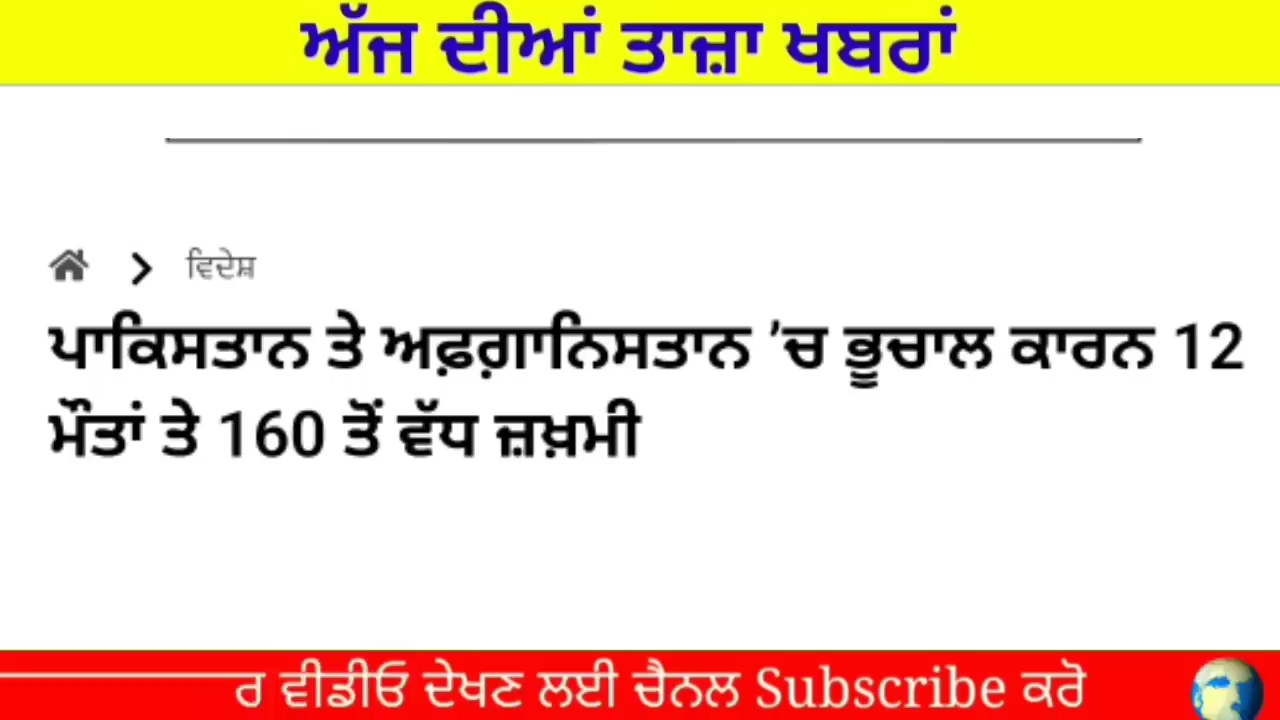 ਅੱਜ ਦੀਆਂ ਤਾਜ਼ਾ ਖਬਰਾਂ
ਵਿਦੇਸ਼
ਪਾਕਿਸਤਾਨ ਤੇ ਅਫ਼ਗ਼ਾਨਿਸਤਾਨ ’ਚ ਭੂਚਾਲ ਕਾਰਨ 12
ਮੌਤਾਂ ਤੇ 160 ਤੋਂ ਵੱਧ ਜ਼ਖ਼ਮੀ
ਰ ਵੀਡੀਓ ਦੇਖਣ ਲਈ ਚੈਨਲ Subscribe ਕਰੋ